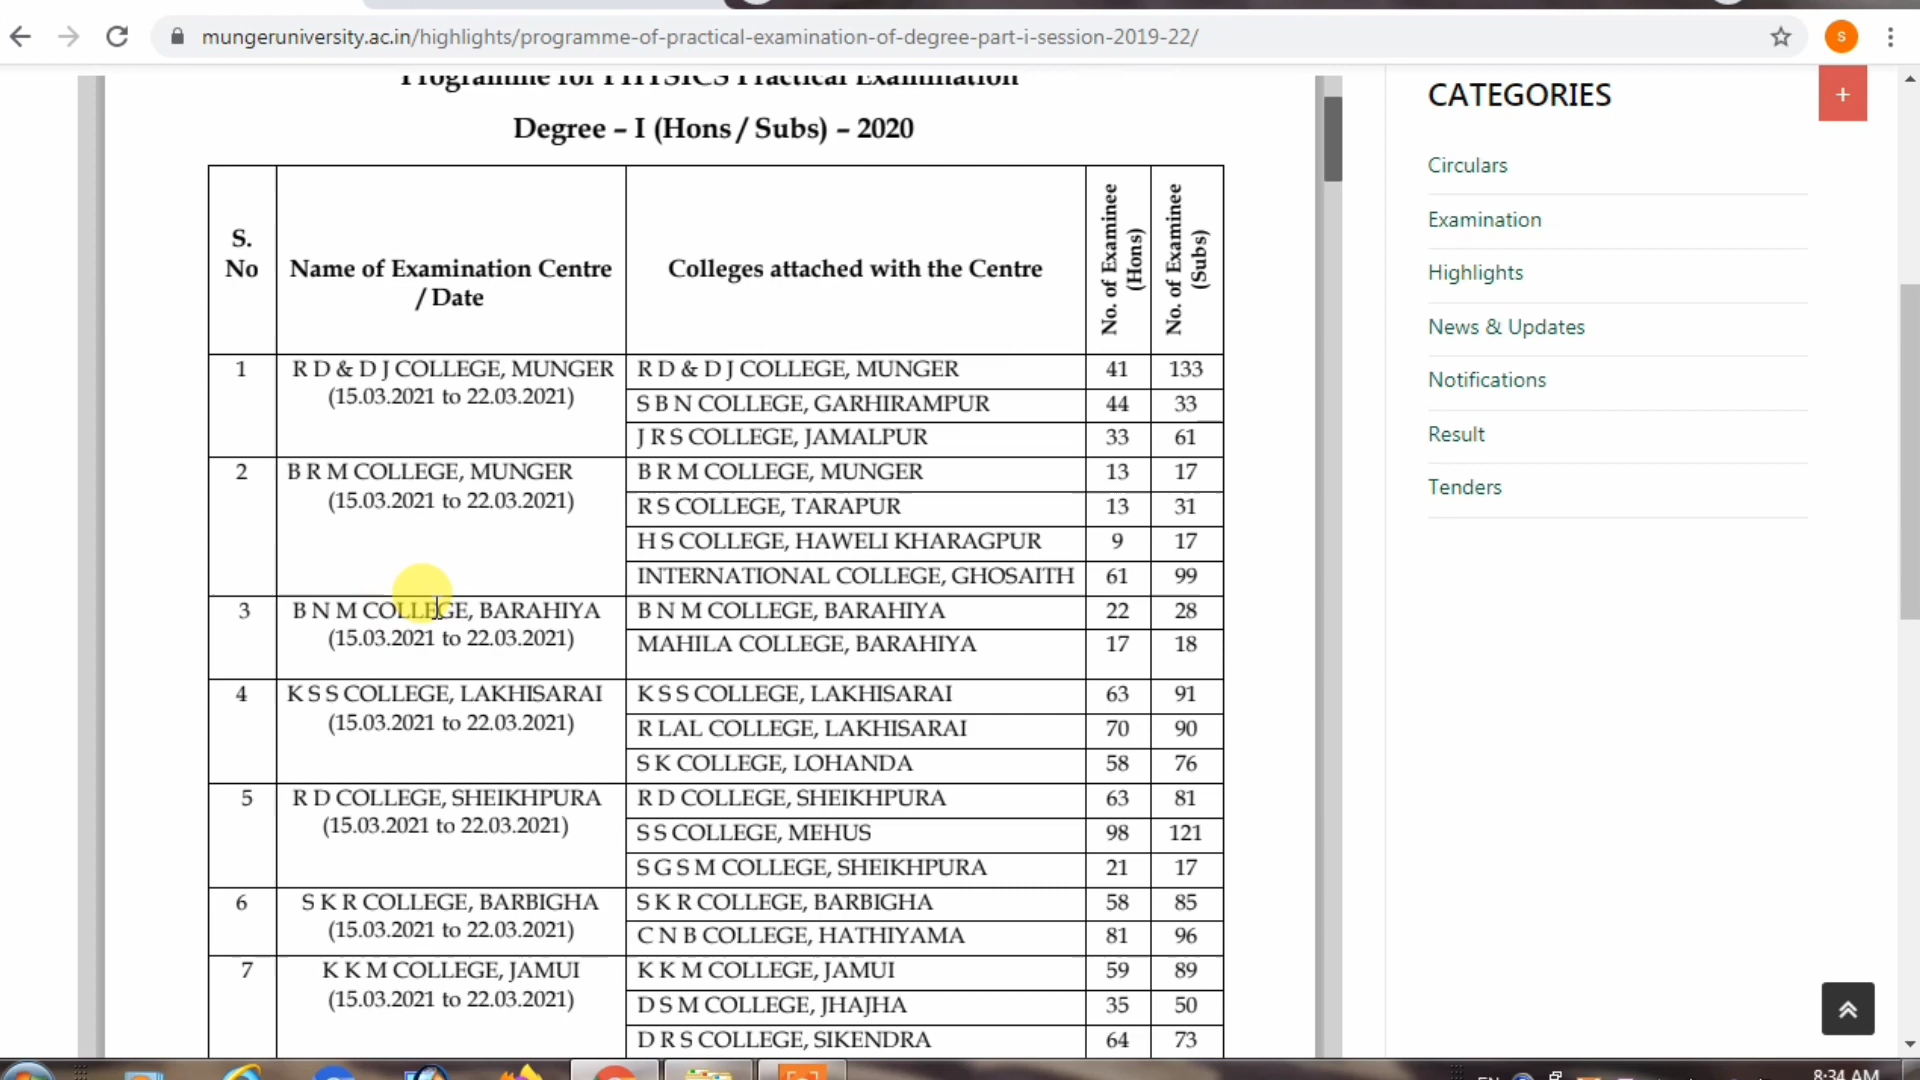 mungeruniversity.ac.in/highlights/programme-of-practical-examination-of-degree-part-i-session-2019-22/
S
Programme for PHYSICS Practical Examination
Degree – I (Hons / Subs) – 2020
S. No Name of Examination Centre / Date Colleges attached with the Centre No. of Examinee (Hons) No. of Examinee (Subs)
1 R D & D J COLLEGE, MUNGER R D & D J COLLEGE, MUNGER 41 133
(15.03.2021 to 22.03.2021) S B N COLLEGE, GARHIRAMPUR 44 33
J R S COLLEGE, JAMALPUR 33 61
2 B R M COLLEGE, MUNGER B R M COLLEGE, MUNGER 13 17
(15.03.2021 to 22.03.2021) R S COLLEGE, TARAPUR 13 31
H S COLLEGE, HAWELI KHARAGPUR 9 17
INTERNATIONAL COLLEGE, GHOSAITH 61 99
3 B N M COLLEGE, BARAHIYA B N M COLLEGE, BARAHIYA 22 28
(15.03.2021 to 22.03.2021) MAHILA COLLEGE, BARAHIYA 17 18
4 K S S COLLEGE, LAKHISARAI K S S COLLEGE, LAKHISARAI 63 91
(15.03.2021 to 22.03.2021) R LAL COLLEGE, LAKHISARAI 70 90
S K COLLEGE, LOHANDA 58 76
5 R D COLLEGE, SHEIKHPURA R D COLLEGE, SHEIKHPURA 63 81
(15.03.2021 to 22.03.2021) S S COLLEGE, MEHUS 98 121
S G S M COLLEGE, SHEIKHPURA 21 17
6 S K R COLLEGE, BARBIGHA S K R COLLEGE, BARBIGHA 58 85
(15.03.2021 to 22.03.2021) C N B COLLEGE, HATHIYAMA 81 96
7 K K M COLLEGE, JAMUI K K M COLLEGE, JAMUI 59 89
(15.03.2021 to 22.03.2021) D S M COLLEGE, JHAJHA 35 50
D R S COLLEGE, SIKENDRA 64 73
CATEGORIES
+
Circulars
Examination
Highlights
News & Updates
Notifications
Result
Tenders
EN
8:34 AM